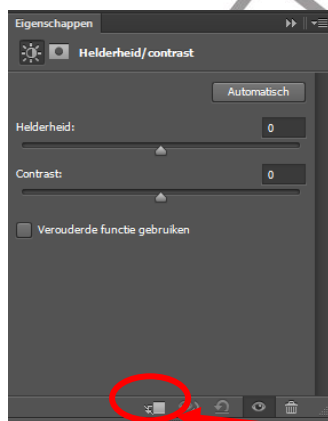 Eigenschappen
Helderheid/contrast
Automatisch
Helderheid: 0
Contrast: 0
Verouderde functie gebruiken